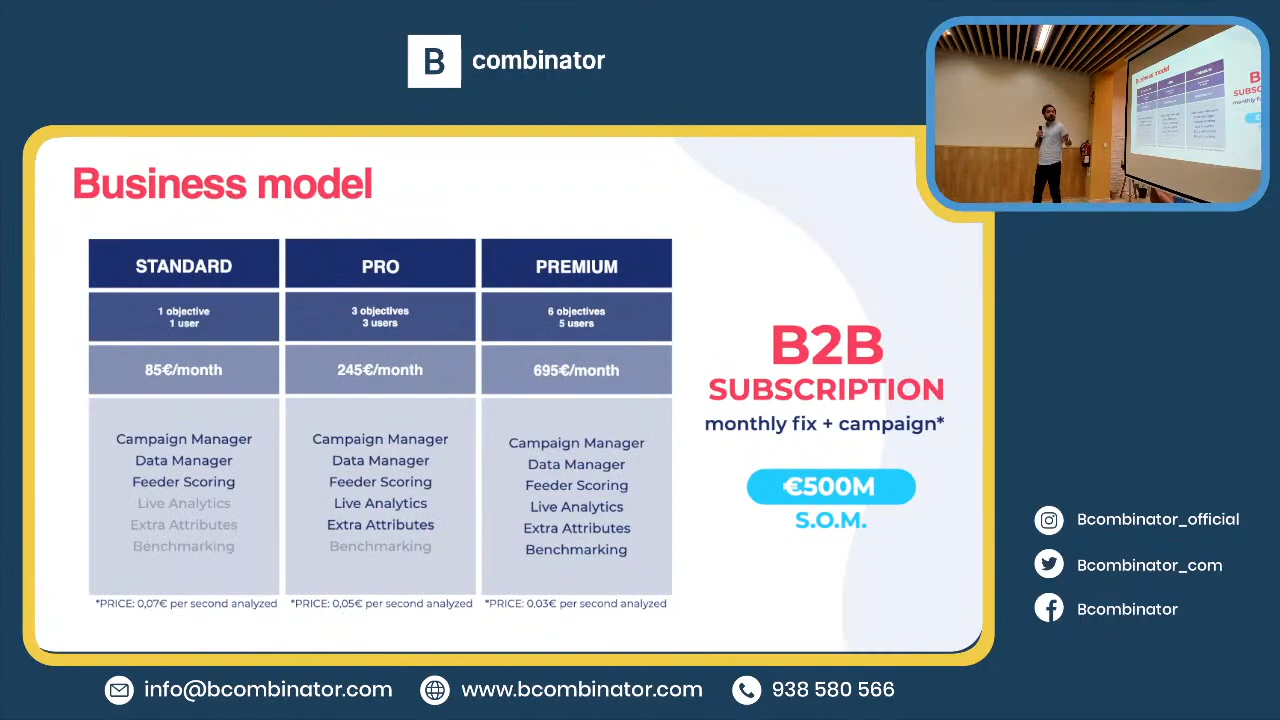 B combinator
Business model
STANDARD
1 objective
1 user
85€/month
Campaign Manager
Data Manager
Feeder Scoring
Live Analytics
Extra Attributes
Benchmarking
*PRICE: 0,07€ per second analyzed
PRO
3 objectives
3 users
245€/month
Campaign Manager
Data Manager
Feeder Scoring
Live Analytics
Extra Attributes
Benchmarking
*PRICE: 0,05€ per second analyzed
PREMIUM
6 objectives
5 users
695€/month
Campaign Manager
Data Manager
Feeder Scoring
Live Analytics
Extra Attributes
Benchmarking
*PRICE: 0,03€ per second analyzed
B2B
SUBSCRIPTION
monthly fix + campaign*
€500M
S.O.M.
Business model
Bcombinator_official
Bcombinator_com
Bcombinator
info@bcombinator.com
www.bcombinator.com
938 580 566